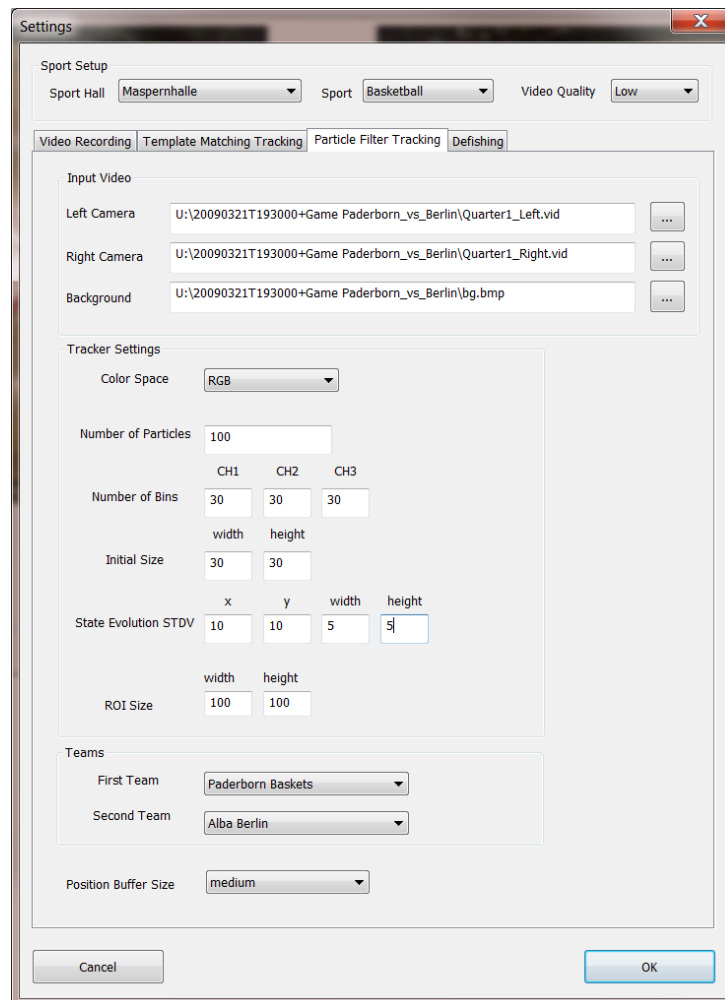 Settings
X
Sport Setup
Sport Hall Maspernhalle Sport Basketball Video Quality Low
Video Recording Template Matching Tracking Particle Filter Tracking Defishing
Input Video
Left Camera U:\20090321T193000+Game Paderborn_vs_Berlin\Quarter1_Left.vid ...
Right Camera U:\20090321T193000+Game Paderborn_vs_Berlin\Quarter1_Right.vid ...
Background U:\20090321T193000+Game Paderborn_vs_Berlin\bg.bmp ...
Tracker Settings
Color Space RGB
Number of Particles 100
CH1 CH2 CH3
Number of Bins 30 30 30
width height
Initial Size 30 30
x y width height
State Evolution STDV 10 10 5 5
width height
ROI Size 100 100
Teams
First Team Paderborn Baskets
Second Team Alba Berlin
Position Buffer Size medium
Cancel OK